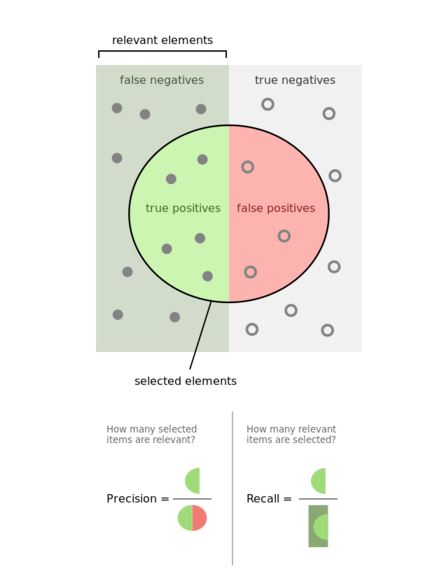 relevant elements
false negatives
true negatives
true positives
false positives
selected elements
How many selected
items are relevant?
How many relevant
items are selected?
Precision =
Recall =